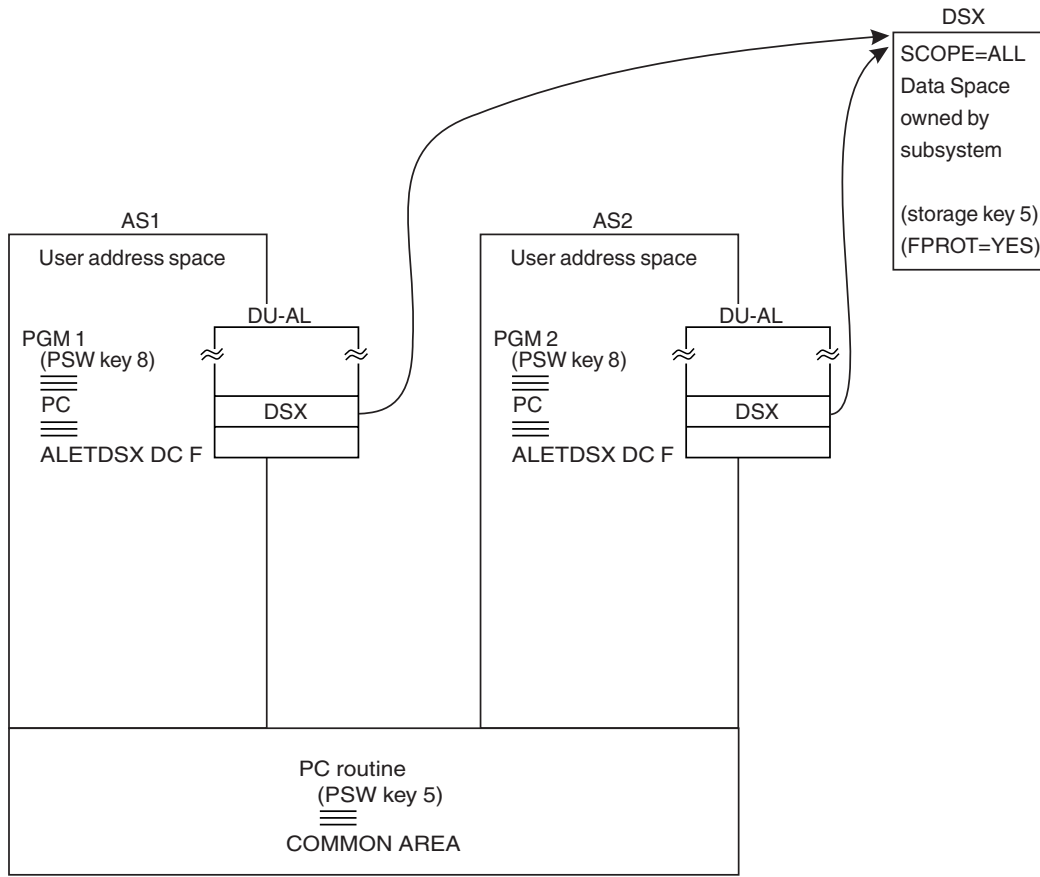 DSX
SCOPE=ALL
Data Space
owned by
subsystem
(storage key 5)
(FPROT=YES)
AS1
User address space
DU-AL
PGM 1
(PSW key 8)
PC
DSX
ALETDSX DC F
AS2
User address space
DU-AL
PGM 2
(PSW key 8)
PC
DSX
ALETDSX DC F
PC routine
(PSW key 5)
COMMON AREA